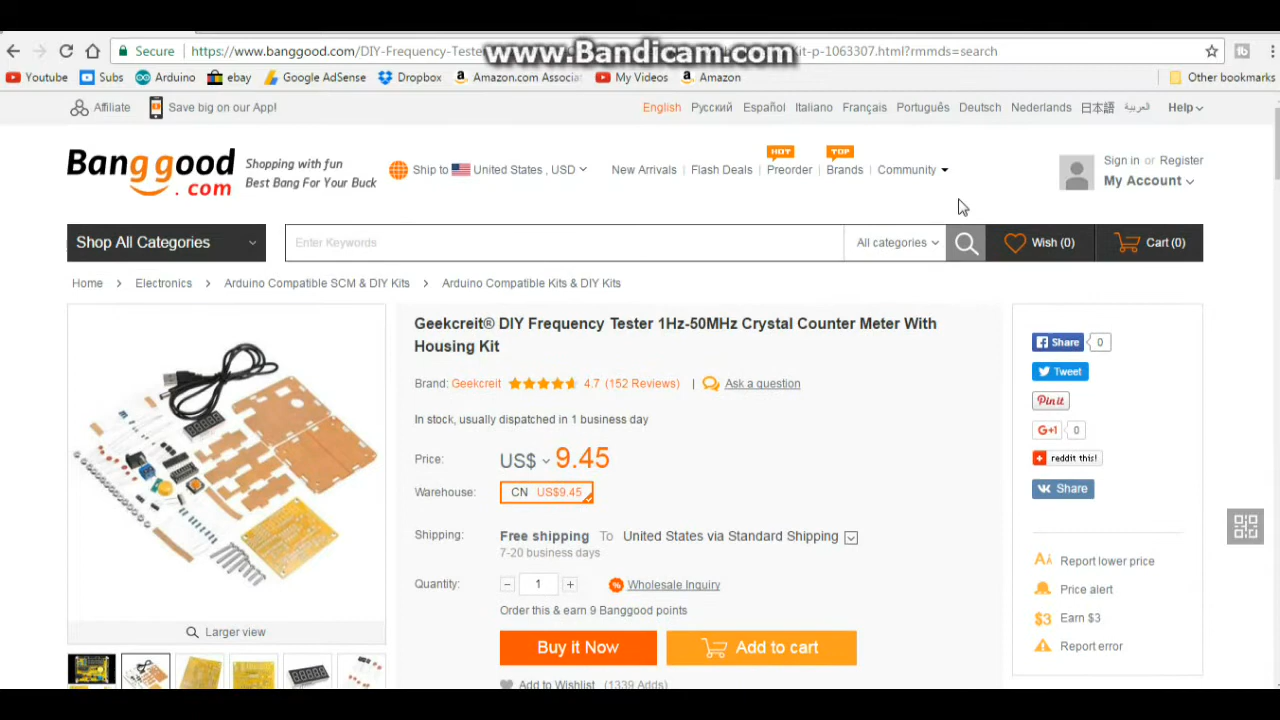 Secure https://www.banggood.com/DIY-Frequency-Teste
www.Bandicam.com
it-p-1063307.html?rmmds=search
Youtube Subs Arduino ebay Google AdSense Dropbox Amazon.com Associa My Videos Amazon Other bookmarks
Affiliate Save big on our App! English Русский Español Italiano Français Português Deutsch Nederlands 日本語 العربية Help
Banggood.com
Shopping with fun
Best Bang For Your Buck
Ship to United States , USD
HOT
TOP
New Arrivals Flash Deals Preorder Brands Community
Sign in or Register
My Account
Shop All Categories Enter Keywords All categories Wish (0) Cart (0)
Home > Electronics > Arduino Compatible SCM & DIY Kits > Arduino Compatible Kits & DIY Kits
Geekcreit® DIY Frequency Tester 1Hz-50MHz Crystal Counter Meter With
Housing Kit
Brand: Geekcreit 4.7 (152 Reviews) | Ask a question
In stock, usually dispatched in 1 business day
Price: US$ 9.45
Warehouse: CN US$9.45
Shipping: Free shipping To United States via Standard Shipping
7-20 business days
Quantity: − 1 + Wholesale Inquiry
Order this & earn 9 Banggood points
Buy it Now Add to cart
Add to Wishlist (1339 Adds)
Larger view
Share 0
Tweet
Pin it
G+1 0
reddit this!
Share
Report lower price
Price alert
$3 Earn $3
Report error